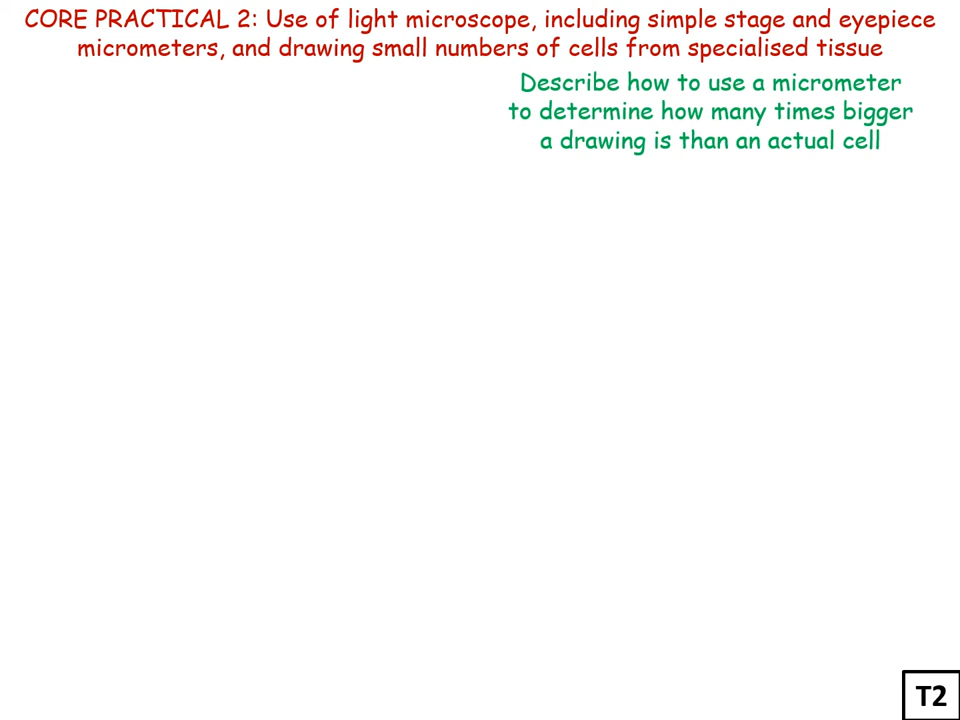 CORE PRACTICAL 2: Use of light microscope, including simple stage and eyepiece
micrometers, and drawing small numbers of cells from specialised tissue
Describe how to use a micrometer
to determine how many times bigger
a drawing is than an actual cell
T2